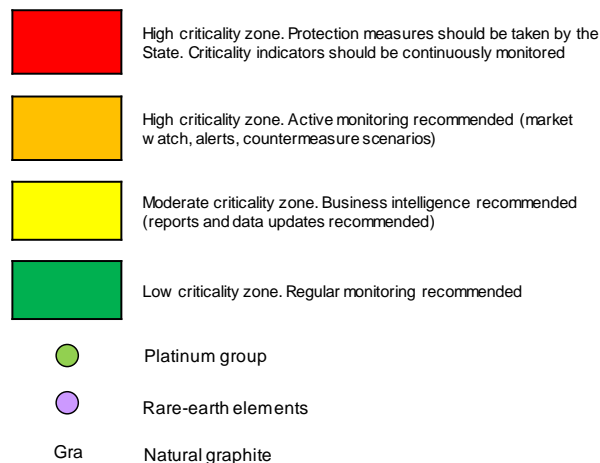 High criticality zone. Protection measures should be taken by the
State. Criticality indicators should be continuously monitored
High criticality zone. Active monitoring recommended (market
watch, alerts, countermeasure scenarios)
Moderate criticality zone. Business intelligence recommended
(reports and data updates recommended)
Low criticality zone. Regular monitoring recommended
Platinum group
Rare-earth elements
Gra Natural graphite